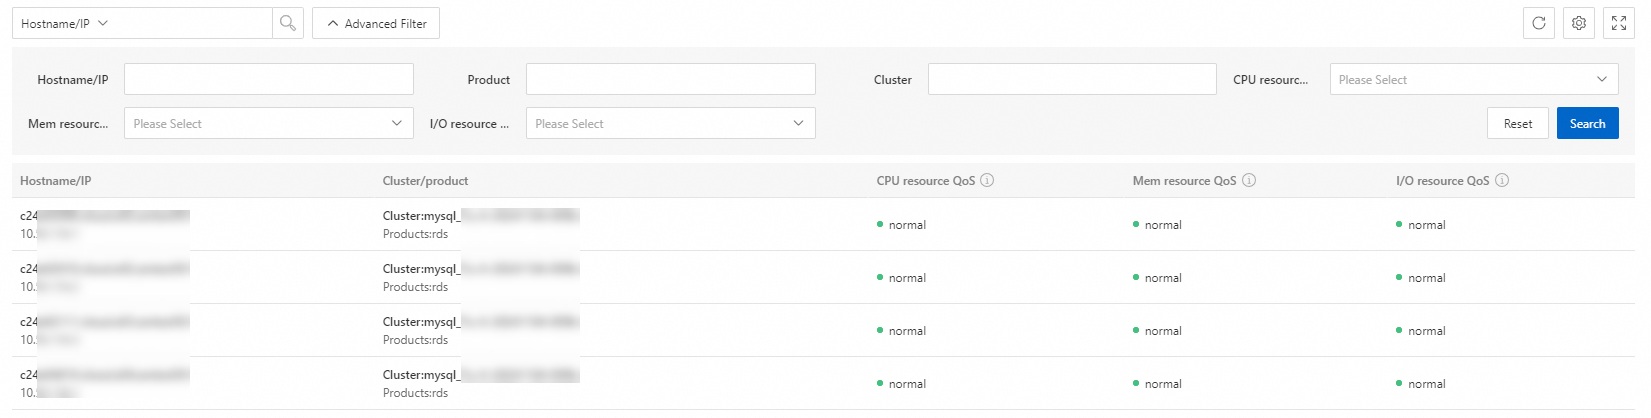 Hostname/IP
Advanced Filter
Hostname/IP
Product
Cluster
CPU resourc...
Please Select
Mem resourc...
Please Select
I/O resource ...
Please Select
Reset
Search
Hostname/IP
Cluster/product
CPU resource QoS
Mem resource QoS
I/O resource QoS
c24
Cluster:mysql_
10.
Products:rds
normal
normal
normal
c24
Cluster:mysql_
10.
Products:rds
normal
normal
normal
c24
Cluster:mysql_
10.
Products:rds
normal
normal
normal
c24
Cluster:mysql_
10.
Products:rds
normal
normal
normal